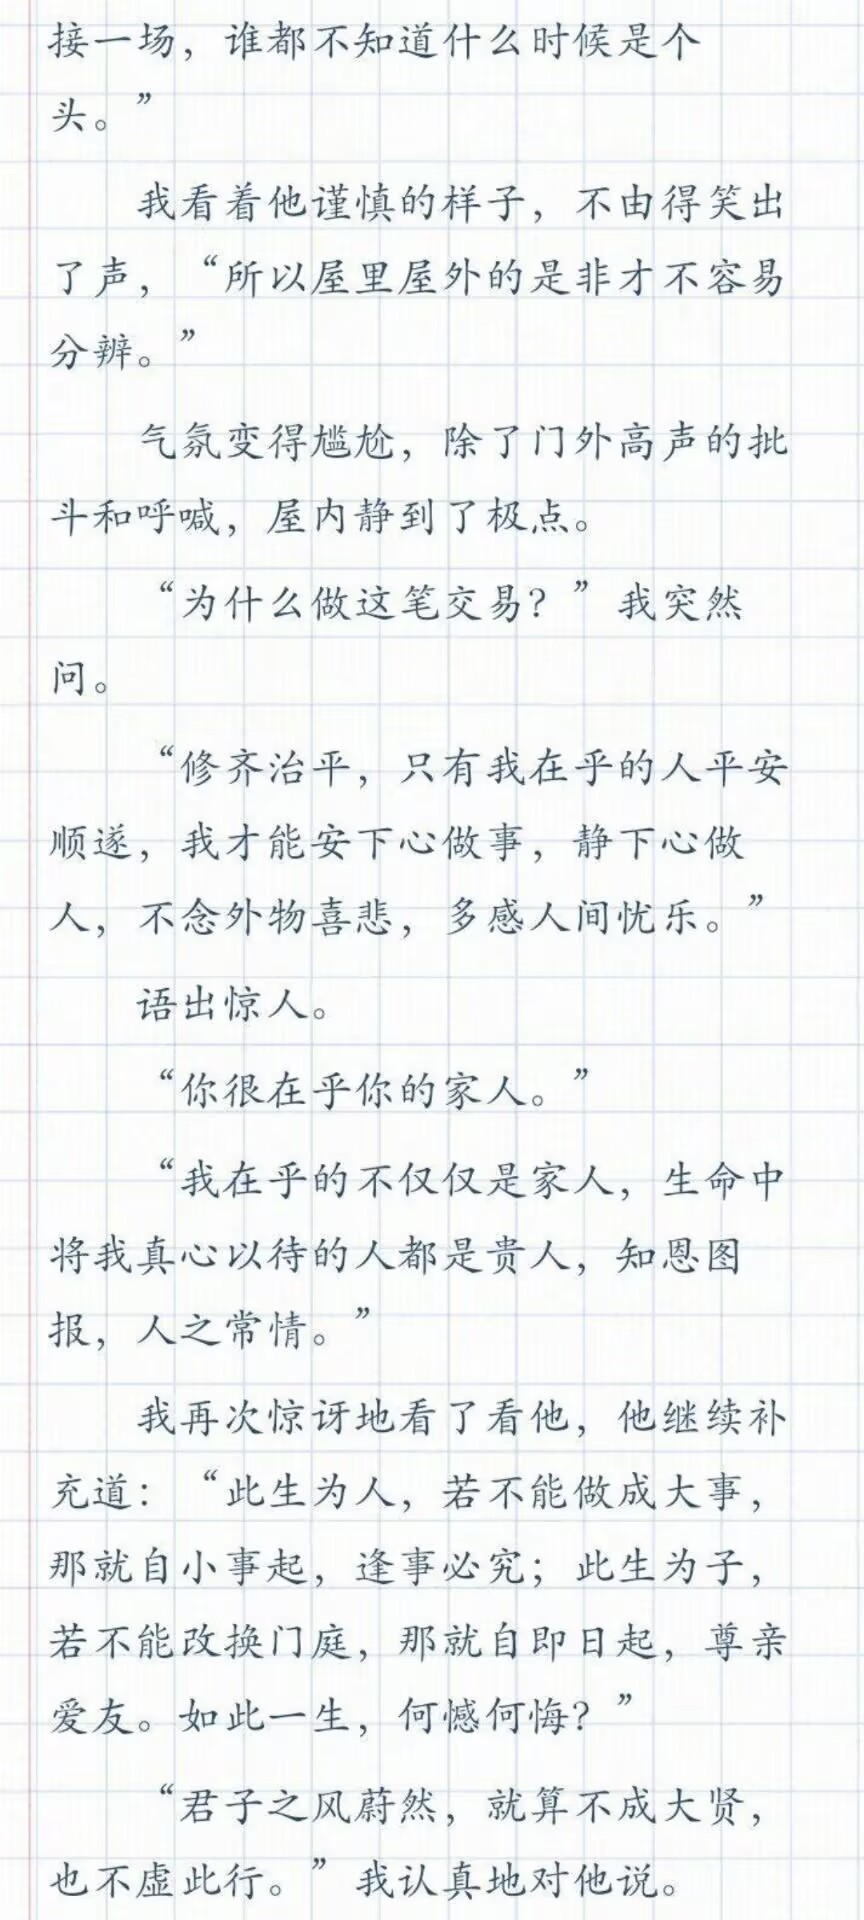 接一场，谁都不知道什么时候是个
头。”
我看着他谨慎的样子，不由得笑出
了声，“所以屋里屋外的是非才不容易
分辨。”
气氛变得尴尬，除了门外高声的批
斗和呼喊，屋内静到了极点。
“为什么做这笔交易？”我突然
问。
“修齐治平，只有我在乎的人平安
顺遂，我才能安下心做事，静下心做
人，不念外物喜悲，多感人间忧乐。”
语出惊人。
“你很在乎你的家人。”
“我在乎的不仅仅是家人，生命中
将我真心以待的人都是贵人，知恩图
报，人之常情。”
我再次惊讶地看了看他，他继续补
充道：“此生为人，若不能做成大事，
那就自小事起，逢事必究；此生为子，
若不能改换门庭，那就自即日起，尊亲
爱友。如此一生，何憾何悔？”
“君子之风蔚然，就算不成大贤，
也不虚此行。”我认真地对他说。